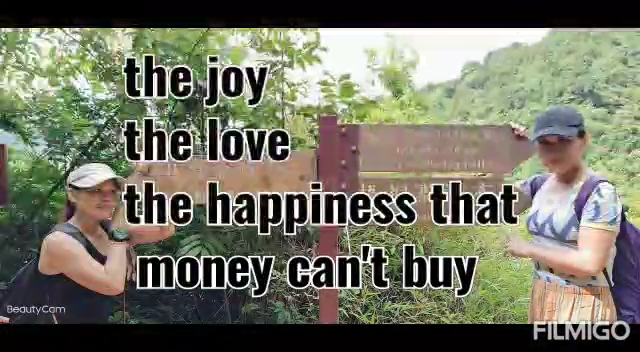 the joy
the love
the happiness that
money can't buy
BeautyCam
FILMIGO